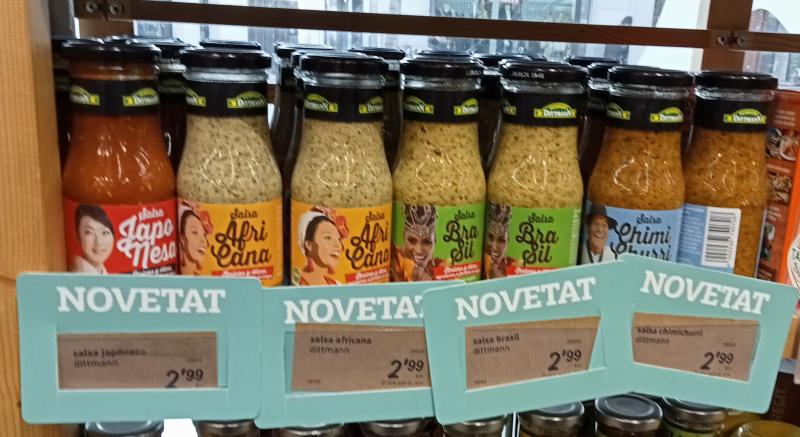 DITTMANN
DITTMANN
DITTMANN
DITTMANN
DITTMANN
DITTMANN
DITTMANN
Salsa
Japo
Nesa
Salsa
Afri
Cana
Salsa
Afri
Cana
Salsa
Bra
Sil
Salsa
Bra
Sil
Salsa
Chimi
Churri
NOVETAT
salsa japonesa
dittmann
2'99
NOVETAT
salsa africana
dittmann
2'99
NOVETAT
salsa brasil
dittmann
2'99
NOVETAT
salsa chimichurri
dittmann
2'99